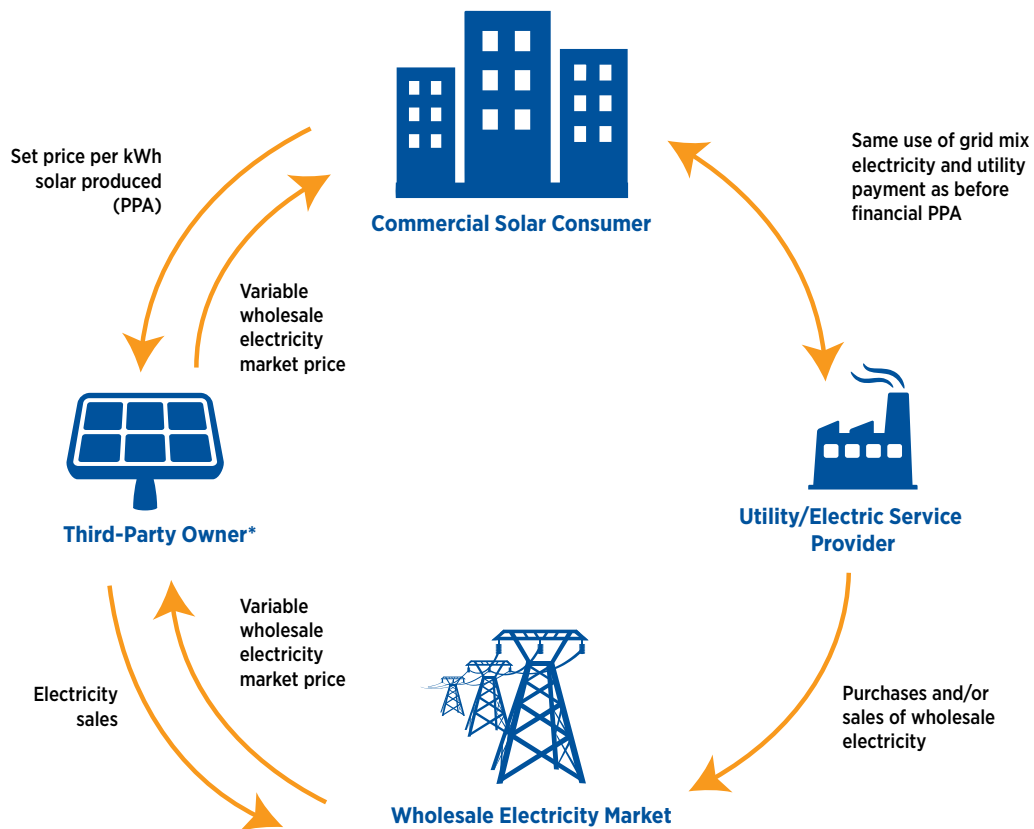 Set price per kWh
solar produced
(PPA)
Same use of grid mix
electricity and utility
payment as before
financial PPA
Commercial Solar Consumer
Variable
wholesale
electricity
market price
Third-Party Owner*
Utility/Electric Service
Provider
Variable
wholesale
electricity
market price
Electricity
sales
Purchases and/or
sales of wholesale
electricity
Wholesale Electricity Market